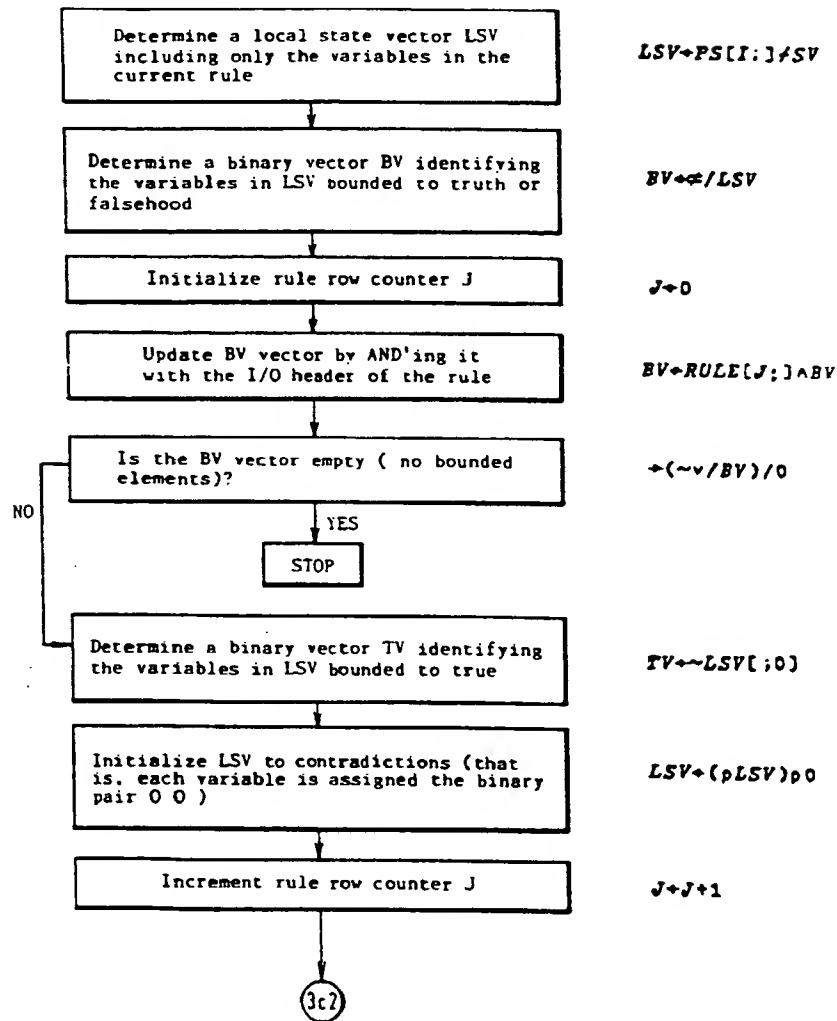 Determine a local state vector LSV
including only the variables in the
current rule
LSV←PS[I;]⌿SV
Determine a binary vector BV identifying
the variables in LSV bounded to truth or
falsehood
BV←≠/LSV
Initialize rule row counter J
J←0
Update BV vector by AND'ing it
with the I/O header of the rule
BV←RULE[J;]∧BV
Is the BV vector empty ( no bounded
elements)?
→(~∨/BV)/0
NO
YES
STOP
Determine a binary vector TV identifying
the variables in LSV bounded to true
TV←~LSV[;0]
Initialize LSV to contradictions (that
is, each variable is assigned the binary
pair 0 0 )
LSV←(⍴LSV)⍴0
Increment rule row counter J
J←J+1
3c2